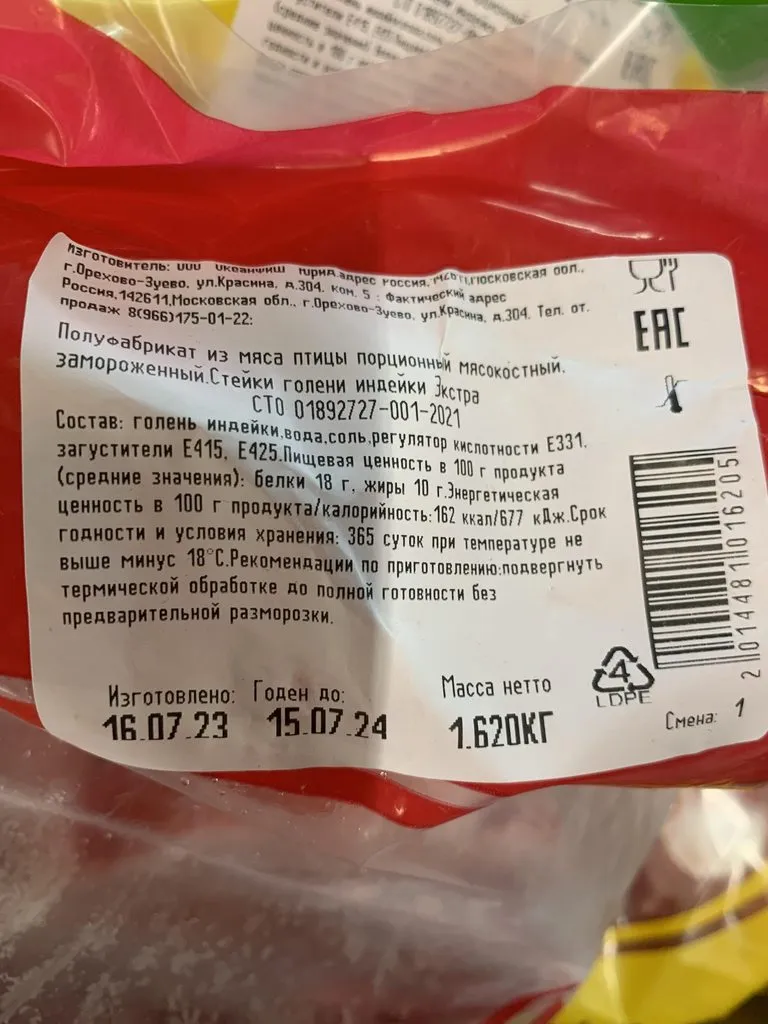 Изготовитель: ООО Океанфиш Юрид.адрес Россия, Московская обл.,
г.Орехово-Зуево, ул.Красина, д.304, ком. 5 : Фактический адрес
Россия,142611,Московская обл., г.Орехово-Зуево, ул.Красина, д.304. Тел. от.
продаж 8(966)175-01-22:
Полуфабрикат из мяса птицы порционный мясокостный.
замороженный.Стейки голени индейки Экстра
СТО 01892727-001-2021
Состав: голень индейки,вода,соль,регулятор кислотности Е331,
загустители Е415, Е425.Пищевая ценность в 100 г продукта
(средние значения): белки 18 г, жиры 10 г.Энергетическая
ценность в 100 г продукта/калорийность:162 ккал/677 кДж.Срок
годности и условия хранения: 365 суток при температуре не
выше минус 18°С.Рекомендации по приготовлению:подвергнуть
термической обработке до полной готовности без
предварительной разморозки.
EAC
2 014481 016205
Изготовлено: Годен до: Масса нетто
16.07.23 15.07.24 1.620КГ
4
LDPE
Смена: 1
EAC